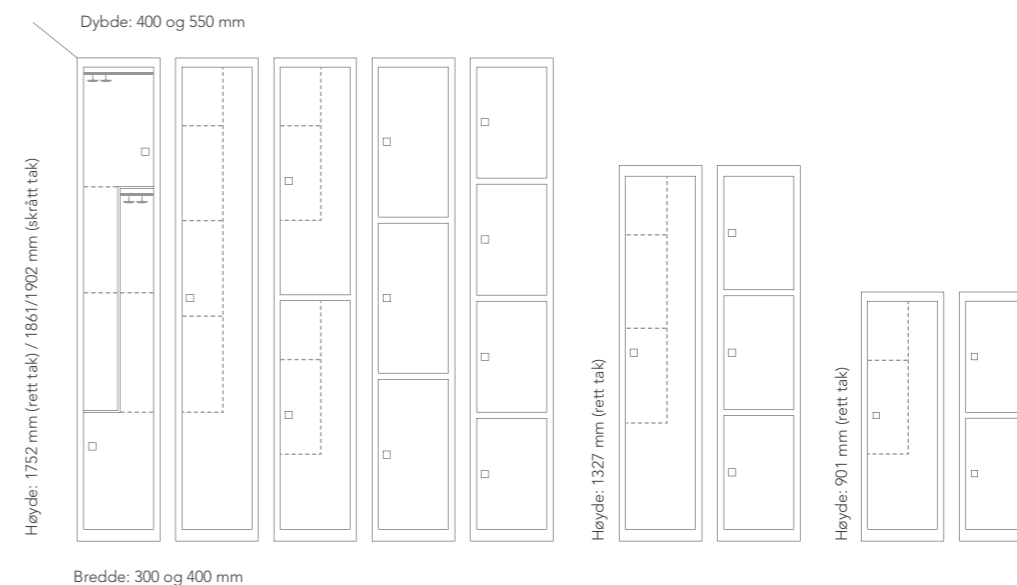 Dybde: 400 og 550 mm
Høyde: 1752 mm (rett tak) / 1861/1902 mm (skrått tak)
Høyde: 1327 mm (rett tak)
Høyde: 901 mm (rett tak)
Bredde: 300 og 400 mm